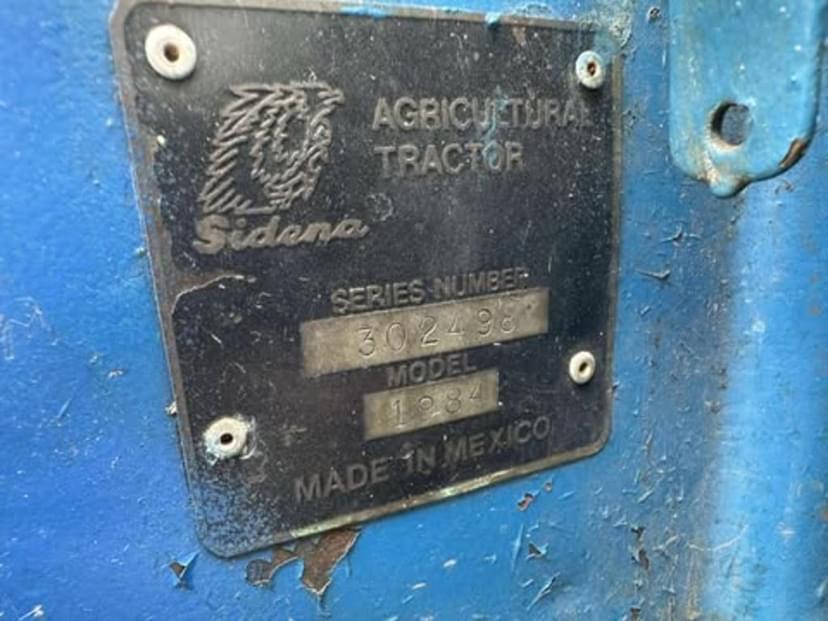 AGRICULTURAL
TRACTOR
Sidena
SERIES NUMBER
302498
MODEL
1984
MADE IN MEXICO